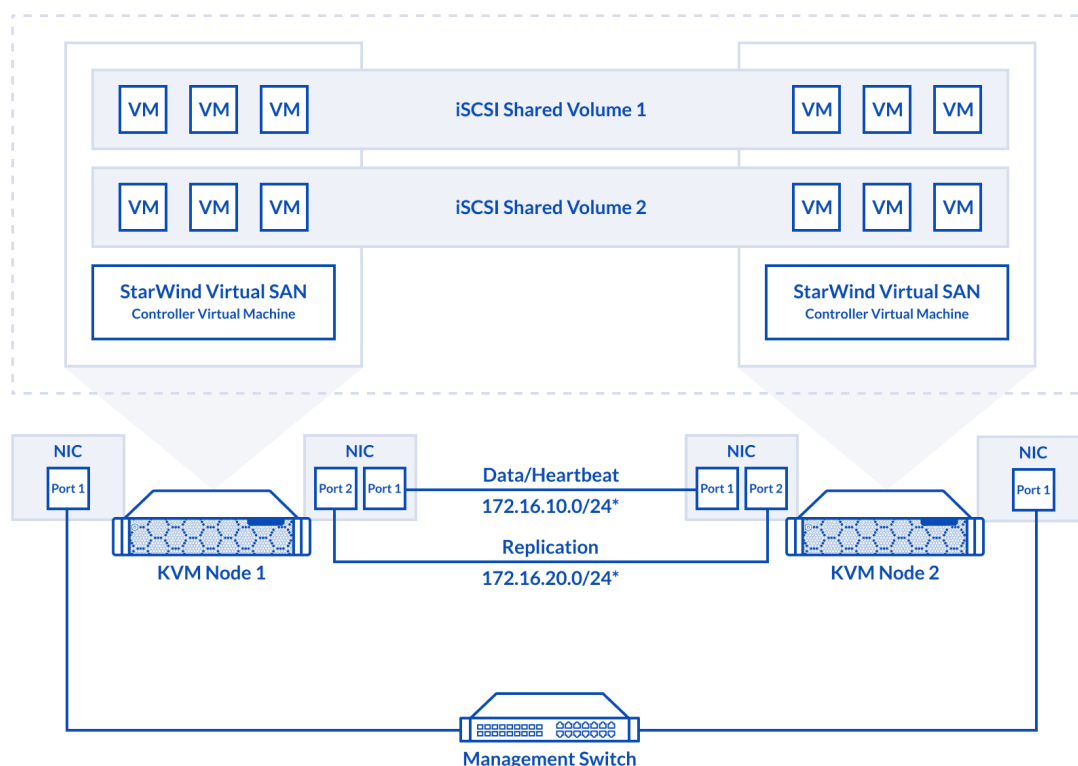 VM VM VM iSCSI Shared Volume 1 VM VM VM
VM VM VM iSCSI Shared Volume 2 VM VM VM
StarWind Virtual SAN
Controller Virtual Machine
StarWind Virtual SAN
Controller Virtual Machine
NIC
Port 1
NIC
Port 2 Port 1
Data/Heartbeat
172.16.10.0/24*
NIC
Port 1 Port 2
NIC
Port 1
Replication
172.16.20.0/24*
KVM Node 1
KVM Node 2
Management Switch